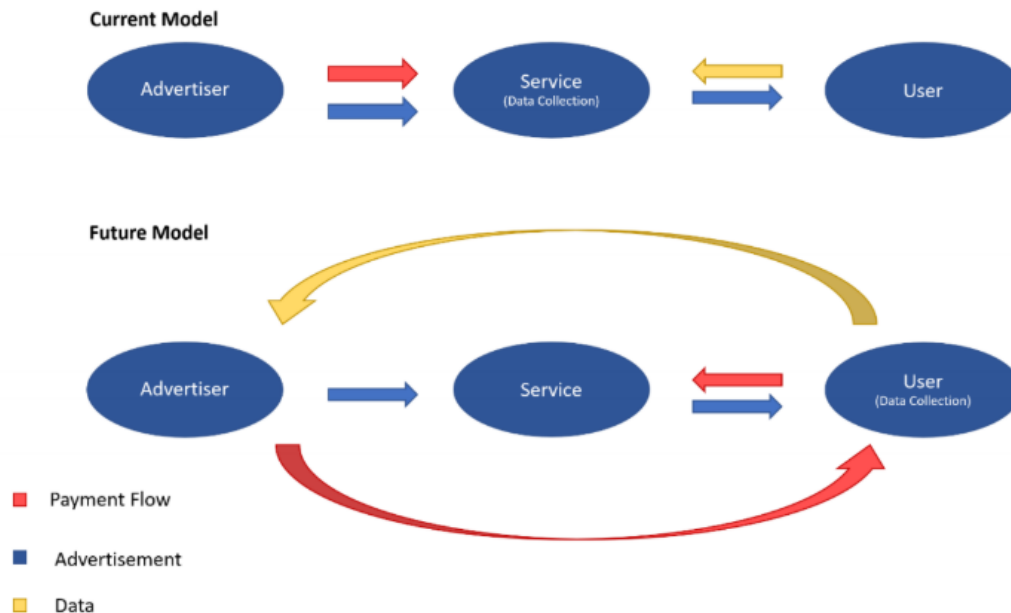 Current Model
Advertiser
Service
(Data Collection)
User
Future Model
Advertiser
Service
User
(Data Collection)
Payment Flow
Advertisement
Data